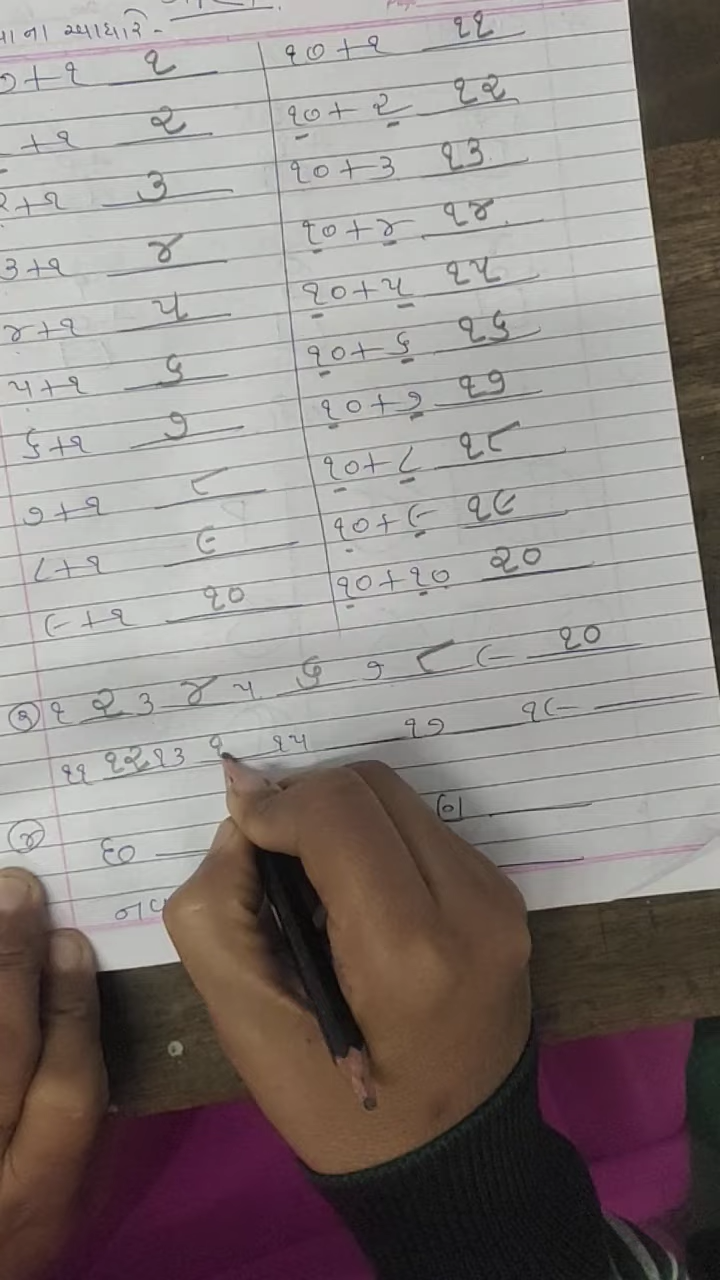 આધારે -
૦+૧ ૧ ૧૦+૧ ૧૧
+૧ ૨ ૧૦+૨ ૧૨
૨+૧ ૩ ૧૦+૩ ૧૩
૩+૧ ૪ ૧૦+૪ ૧૪
૪+૧ ૫ ૧૦+૫ ૧૫
૫+૧ ૬ ૧૦+૬ ૧૬
૬+૧ ૭ ૧૦+૭ ૧૭
૭+૧ ૮ ૧૦+૮ ૧૮
૮+૧ ૯ ૧૦+૯ ૧૯
૯+૧ ૧૦ ૧૦+૧૦ ૨૦
૩ ૧ ૨ ૩ ૪ ૫ ૬ ૭ ૮ ૯ ૧૦
૧૧ ૧૨ ૧૩ ૧ ૧૫ ૧૭ ૧૯
૪ છ
નવ